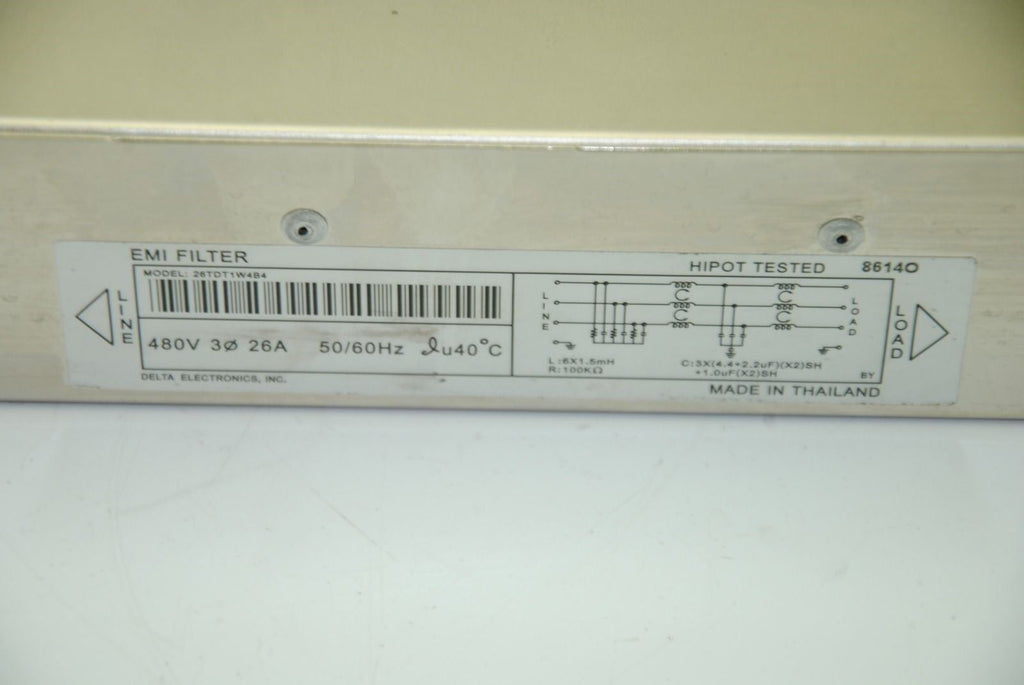 EMI FILTER
HIPOT TESTED 8614O
MODEL: 26TDT1W4B4
LINE
480V 3Ø 26A 50/60Hz ϑu40°C
LINE
LOAD
L:6X1.5mH
R:100KΩ
C:3X(4.4+2.2uF)(X2)SH
+1.0uF(X2)SH
BY
LOAD
DELTA ELECTRONICS, INC.
MADE IN THAILAND